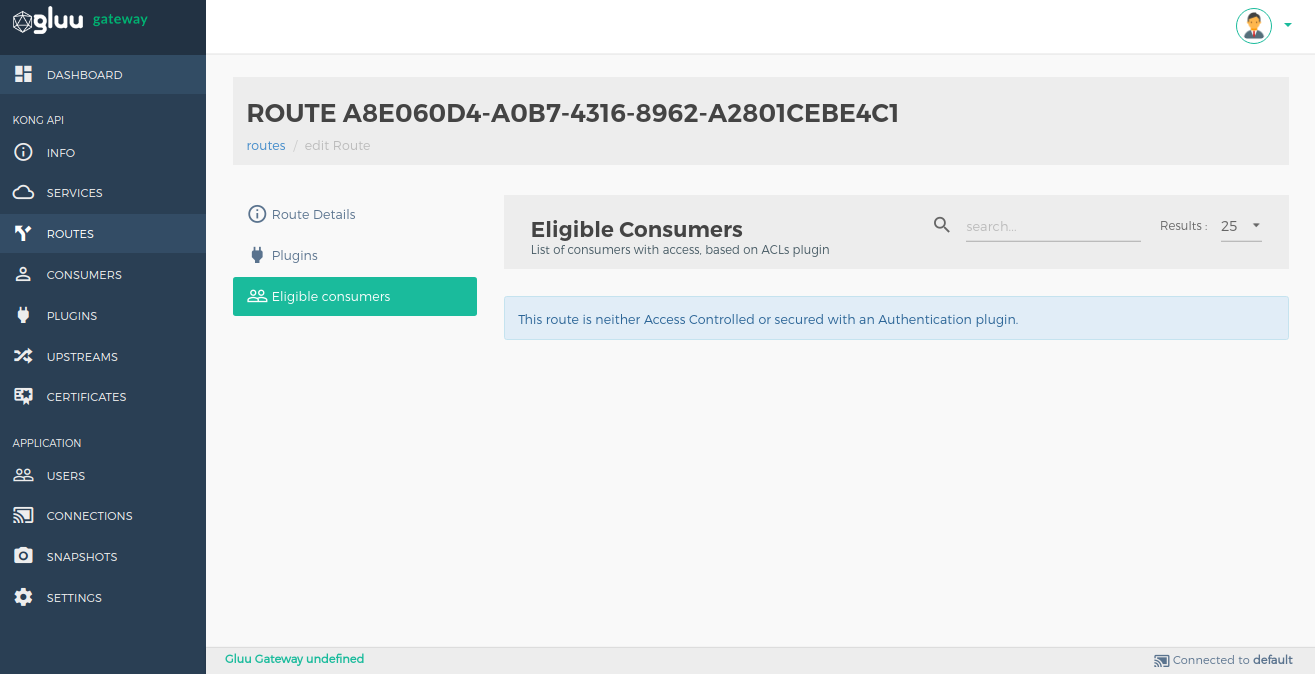 gluu gateway
DASHBOARD
KONG API
INFO
SERVICES
ROUTES
CONSUMERS
PLUGINS
UPSTREAMS
CERTIFICATES
APPLICATION
USERS
CONNECTIONS
SNAPSHOTS
SETTINGS
ROUTE A8E060D4-A0B7-4316-8962-A2801CEBE4C1
routes / edit Route
Route Details
Plugins
Eligible consumers
Eligible Consumers
List of consumers with access, based on ACLs plugin
search...
Results : 25
This route is neither Access Controlled or secured with an Authentication plugin.
Gluu Gateway undefined
Connected to default